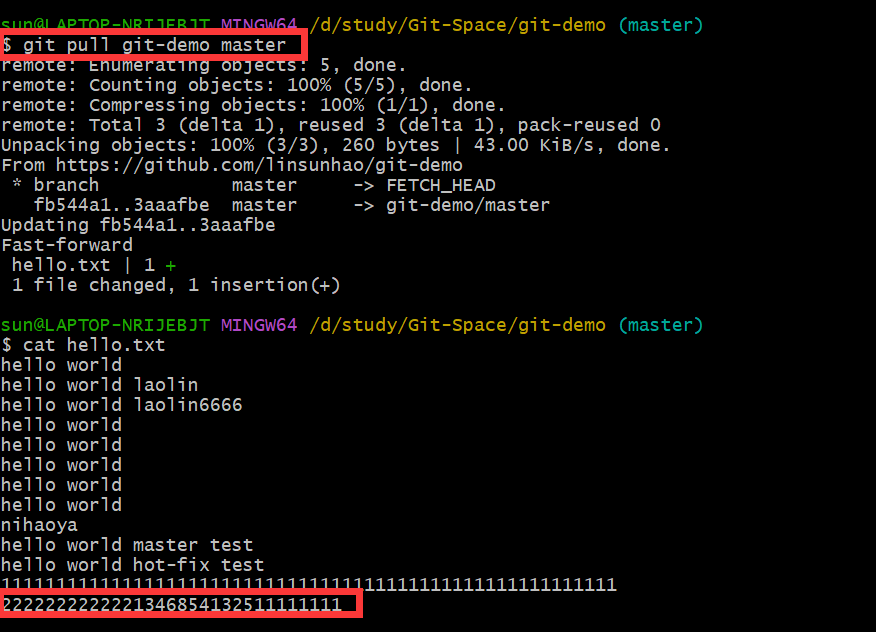 sun@LAPTOP-NRIJEBJT MINGW64 /d/study/Git-Space/git-demo (master)
$ git pull git-demo master
remote: Enumerating objects: 5, done.
remote: Counting objects: 100% (5/5), done.
remote: Compressing objects: 100% (1/1), done.
remote: Total 3 (delta 1), reused 3 (delta 1), pack-reused 0
Unpacking objects: 100% (3/3), 260 bytes | 43.00 KiB/s, done.
From https://github.com/linsunhao/git-demo
 * branch            master     -> FETCH_HEAD
   fb544a1..3aaafbe  master     -> git-demo/master
Updating fb544a1..3aaafbe
Fast-forward
 hello.txt | 1 +
 1 file changed, 1 insertion(+)
sun@LAPTOP-NRIJEBJT MINGW64 /d/study/Git-Space/git-demo (master)
$ cat hello.txt
hello world
hello world laolin
hello world laolin6666
hello world
hello world
hello world
hello world
hello world
nihaoya
hello world master test
hello world hot-fix test
11111111111111111111111111111111111111111111111111111111
2222222222221346854132511111111